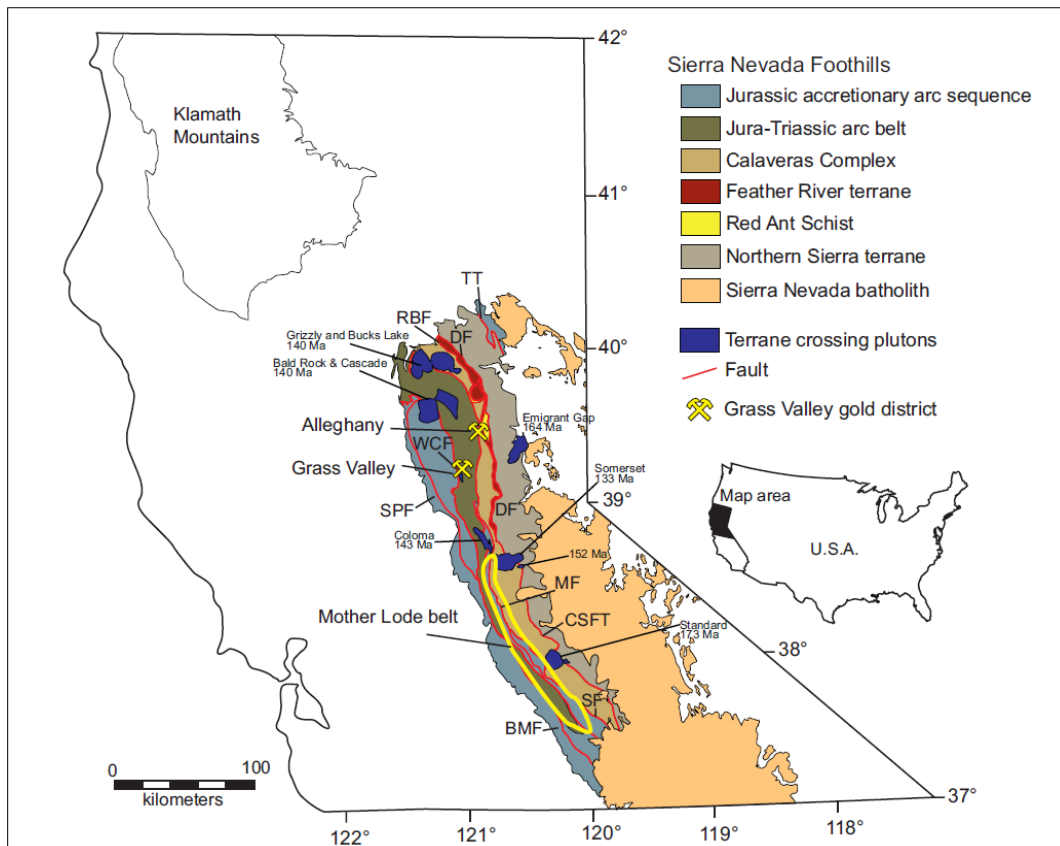 42°
Klamath
Mountains
Sierra Nevada Foothills
Jurassic accretionary arc sequence
Jura-Triassic arc belt
Calaveras Complex
Feather River terrane
Red Ant Schist
Northern Sierra terrane
Sierra Nevada batholith
Terrane crossing plutons
Fault
Grass Valley gold district
41°
TT
RBF
DF
Grizzly and Bucks Lake
140 Ma
40°
Bald Rock & Cascade
140 Ma
Alleghany
Emigrant Gap
164 Ma
WCF
Grass Valley
Somerset
133 Ma
39°
SPF
DF
Coloma
143 Ma
152 Ma
MF
Mother Lode belt
CSFT
Standard
173 Ma
38°
SF
BMF
Map area
U.S.A.
0 100
kilometers
37°
122° 121° 120° 119° 118°